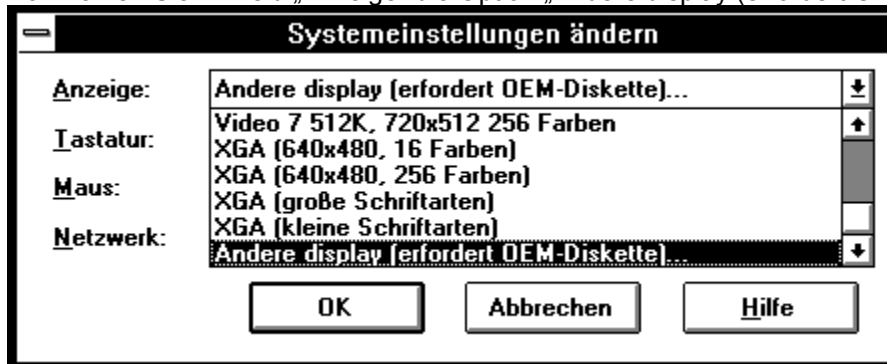 Systemeinstellungen ändern
Anzeige: Andere display (erfordert OEM-Diskette)...
Video 7 512K, 720x512 256 Farben
Tastatur:
XGA (640x480, 16 Farben)
XGA (640x480, 256 Farben)
Maus:
XGA (große Schriftarten)
XGA (kleine Schriftarten)
Netzwerk:
Andere display (erfordert OEM-Diskette)...
OK Abbrechen Hilfe